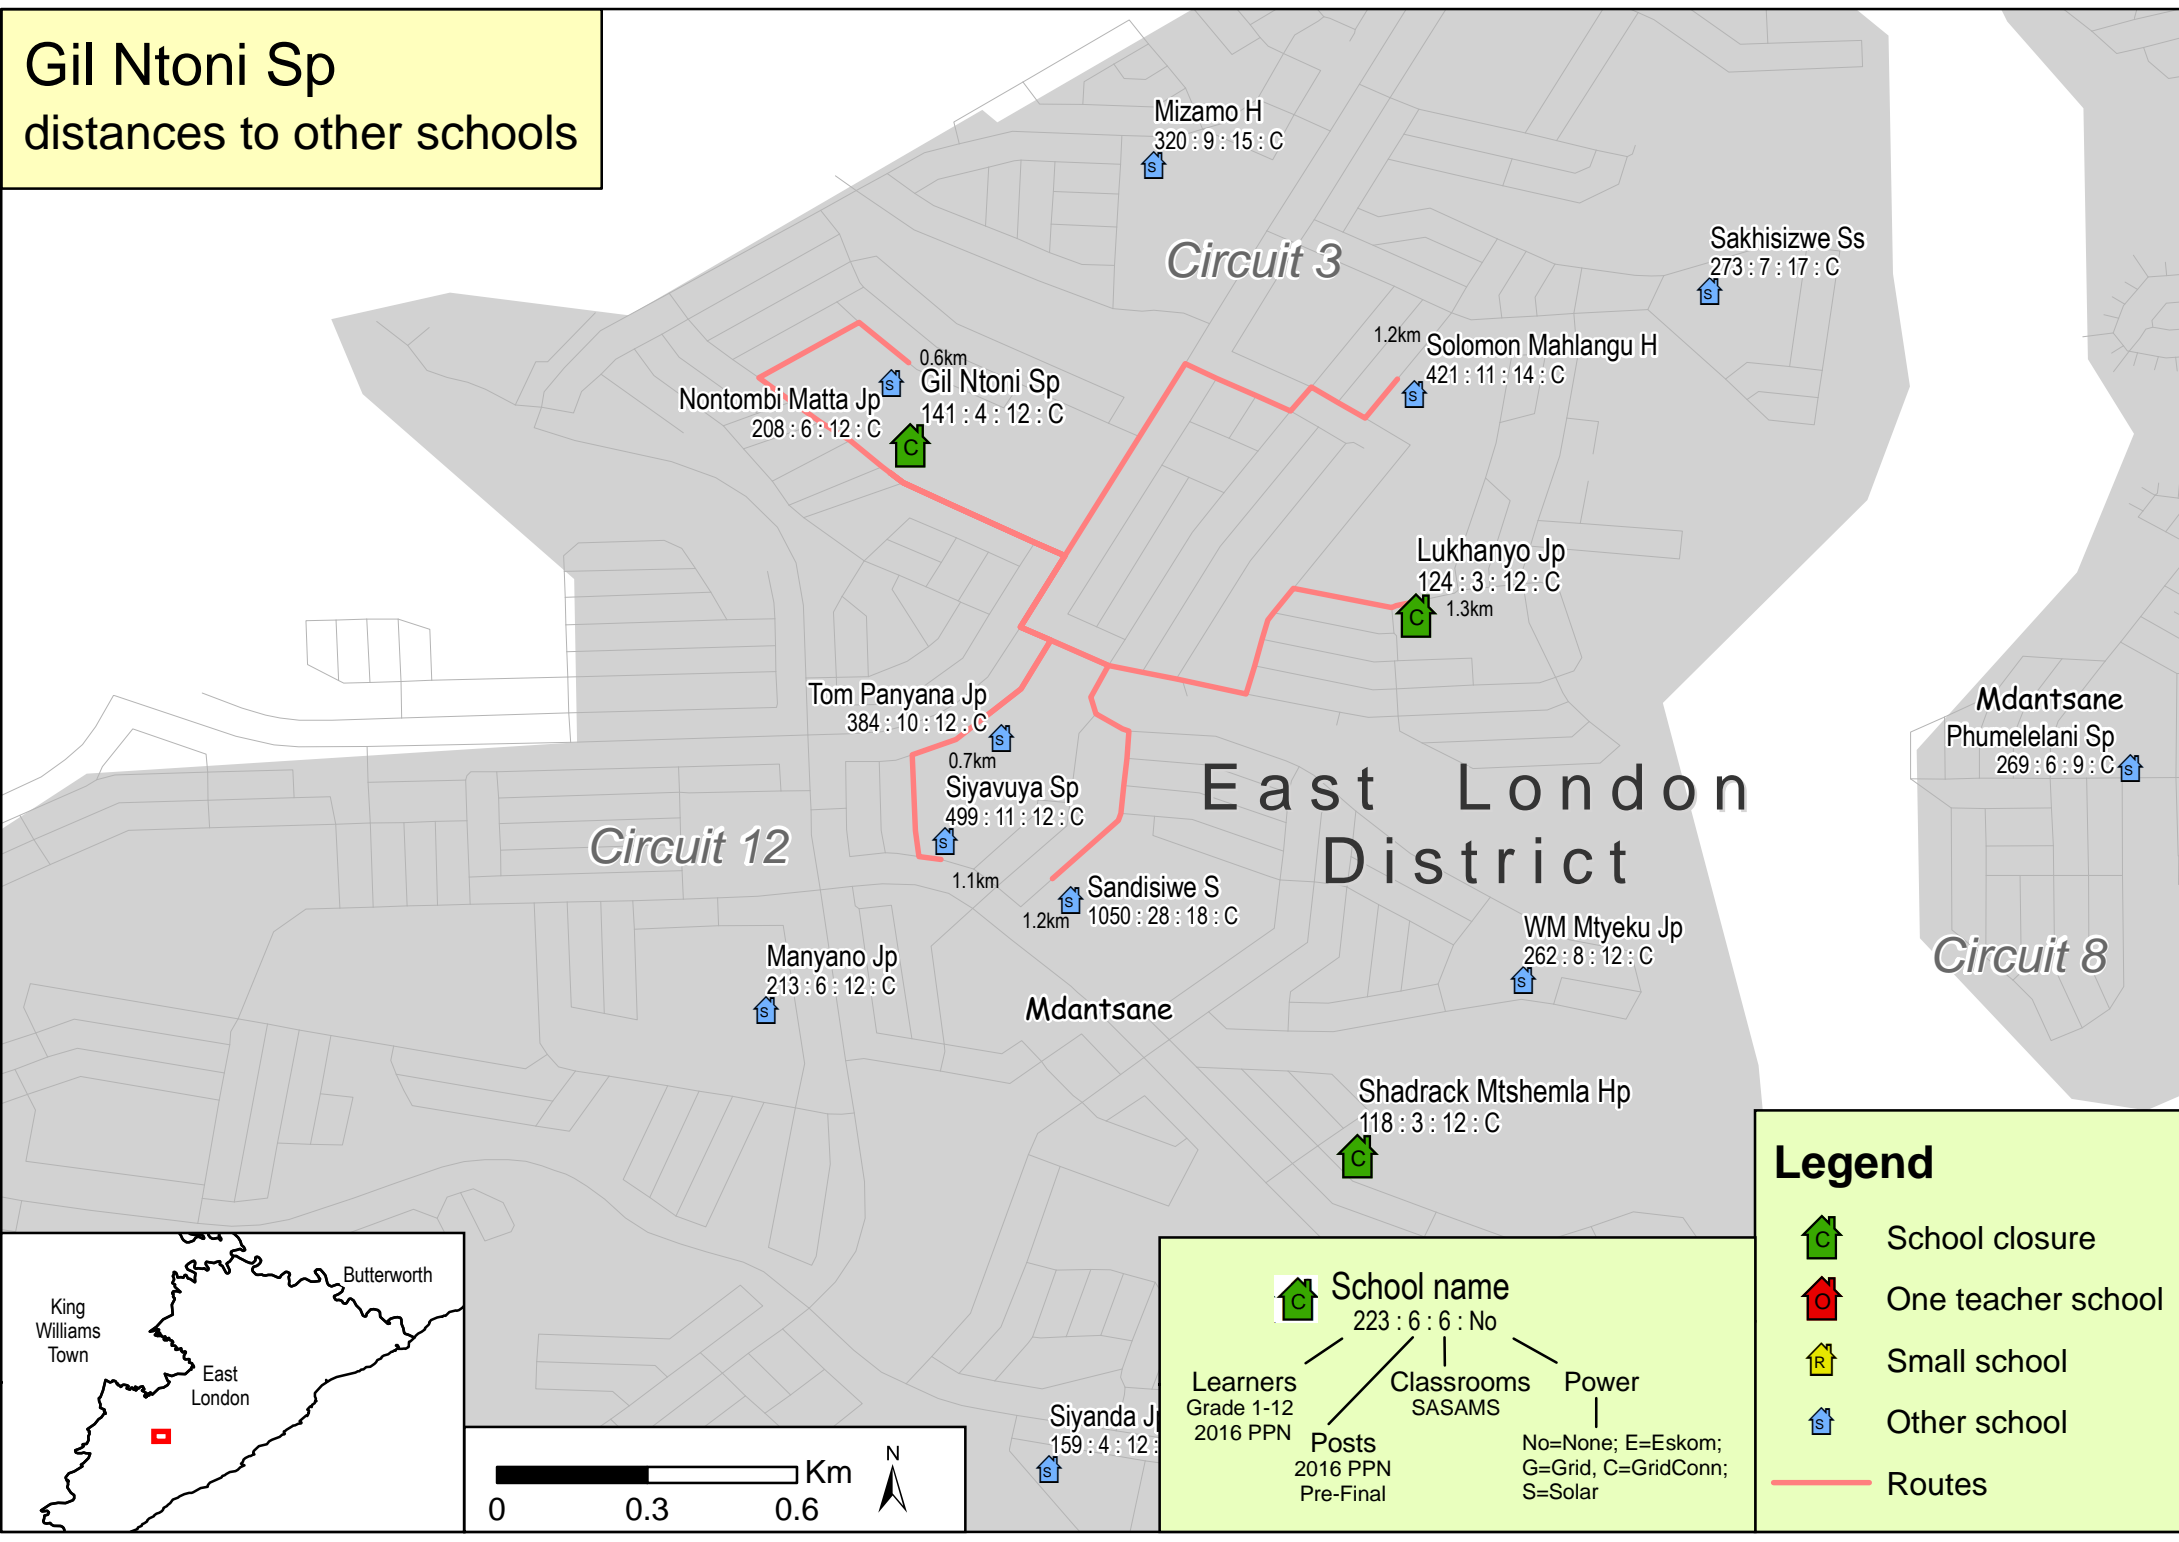 Gil Ntoni Sp
distances to other schools
Mizamo H
320 : 9 : 15 : C
S
Circuit 3
Sakhisizwe Ss
273 : 7 : 17 : C
S
1.2km
Solomon Mahlangu H
421 : 11 : 14 : C
S
0.6km
Nontombi Matta Jp
208 : 6 : 12 : C
S
Gil Ntoni Sp
141 : 4 : 12 : C
C
Lukhanyo Jp
124 : 3 : 12 : C
C
1.3km
Tom Panyana Jp
384 : 10 : 12 : C
S
0.7km
Siyavuya Sp
499 : 11 : 12 : C
S
1.1km
Mdantsane
Phumelelani Sp
269 : 6 : 9 : C
S
East London
District
Circuit 12
Sandisiwe S
1050 : 28 : 18 : C
S
1.2km
WM Mtyeku Jp
262 : 8 : 12 : C
S
Circuit 8
Manyano Jp
213 : 6 : 12 : C
S
Mdantsane
Shadrack Mtshemla Hp
118 : 3 : 12 : C
C
Siyanda J
159 : 4 : 12 :
S
King
Williams
Town
Butterworth
East
London
Km
0
0.3
0.6
N
C
School name
223 : 6 : 6 : No
Learners
Grade 1-12
2016 PPN
Posts
2016 PPN
Pre-Final
Classrooms
SASAMS
Power
No=None; E=Eskom;
G=Grid, C=GridConn;
S=Solar
Legend
C
School closure
O
One teacher school
R
Small school
S
Other school
Routes